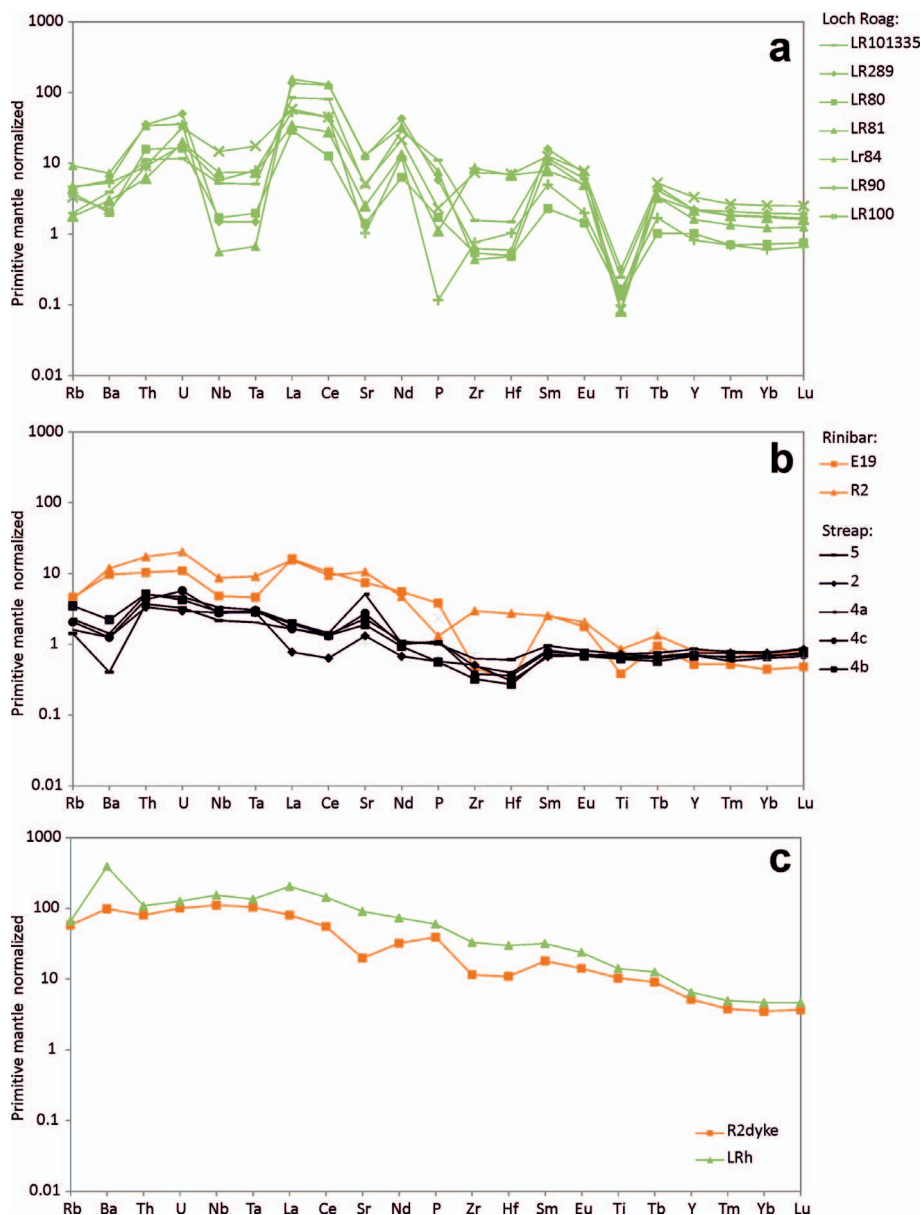 a
Primitive mantle normalized
1000
100
10
1
0.1
0.01
Rb Ba Th U Nb Ta La Ce Sr Nd P Zr Hf Sm Eu Ti Tb Y Tm Yb Lu
Loch Roag:
LR101335
LR289
LR80
LR81
Lr84
LR90
LR100
b
Primitive mantle normalized
1000
100
10
1
0.1
0.01
Rb Ba Th U Nb Ta La Ce Sr Nd P Zr Hf Sm Eu Ti Tb Y Tm Yb Lu
Rinibar:
E19
R2
Streap:
5
2
4a
4c
4b
c
Primitive mantle normalized
1000
100
10
1
0.1
0.01
Rb Ba Th U Nb Ta La Ce Sr Nd P Zr Hf Sm Eu Ti Tb Y Tm Yb Lu
R2dyke
LRh